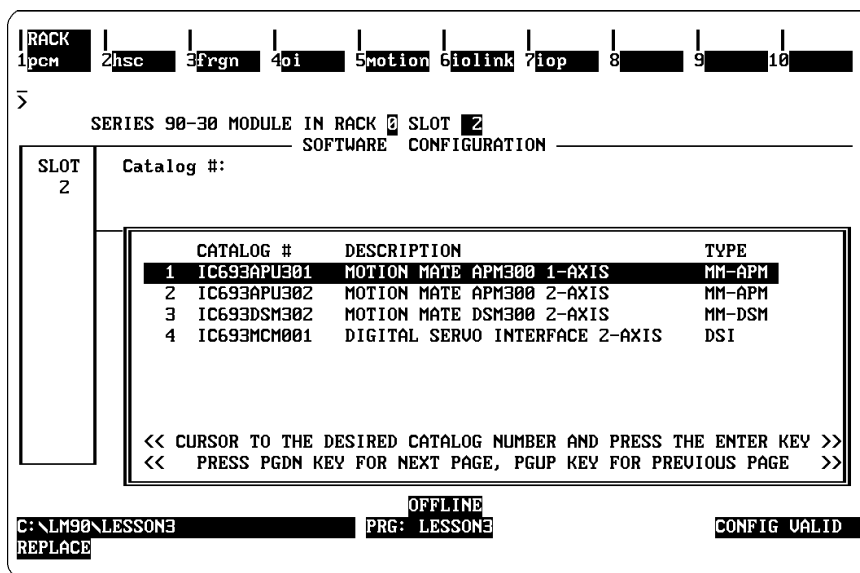 RACK
1pcm 2hsc 3frgn 4oi 5motion 6iolink 7iop 8 9 10
>
SERIES 90-30 MODULE IN RACK 0 SLOT 2
SOFTWARE CONFIGURATION
SLOT Catalog #:
2
CATALOG # DESCRIPTION TYPE
1 IC693APU301 MOTION MATE APM300 1-AXIS MM-APM
2 IC693APU302 MOTION MATE APM300 2-AXIS MM-APM
3 IC693DSM302 MOTION MATE DSM300 2-AXIS MM-DSM
4 IC693MCM001 DIGITAL SERVO INTERFACE 2-AXIS DSI
<< CURSOR TO THE DESIRED CATALOG NUMBER AND PRESS THE ENTER KEY >>
<< PRESS PGDN KEY FOR NEXT PAGE, PGUP KEY FOR PREVIOUS PAGE >>
OFFLINE
C:\LM90\LESSON3 PRG: LESSON3 CONFIG VALID
REPLACE